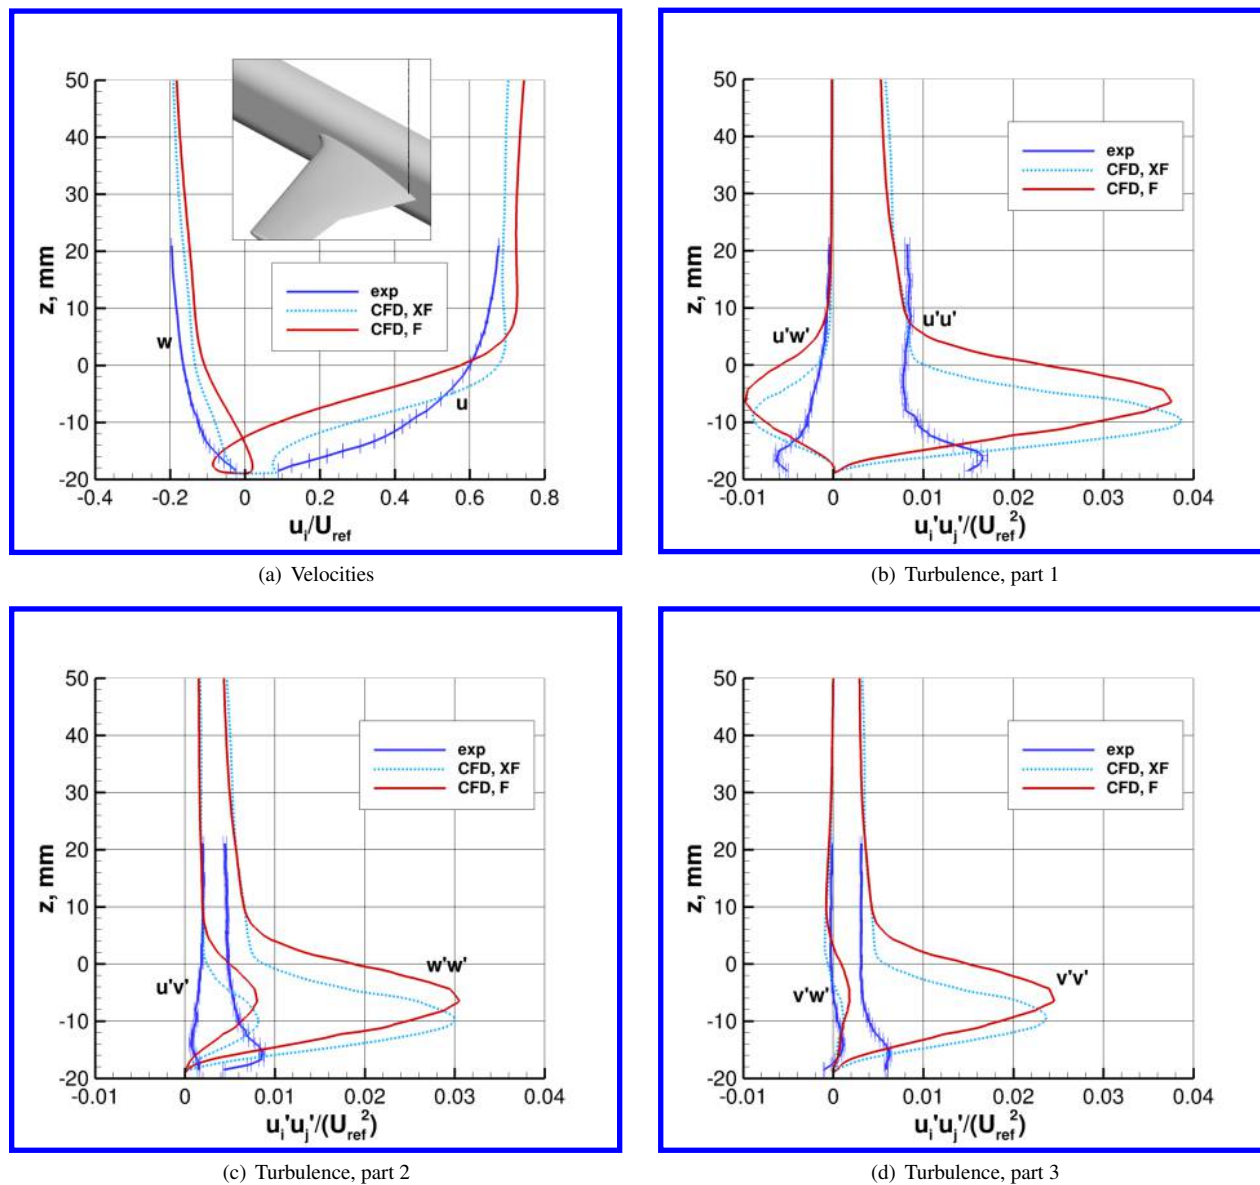 50
40
30
20
10
0
-10
-20
z, mm
w
u
exp
CFD, XF
CFD, F
-0.4 -0.2 0 0.2 0.4 0.6 0.8
u_i/U_ref
(a) Velocities
50
40
30
20
10
0
-10
-20
z, mm
exp
CFD, XF
CFD, F
u'w'
u'u'
-0.01 0 0.01 0.02 0.03 0.04
u_i'u_j'/(U_ref^2)
(b) Turbulence, part 1
50
40
30
20
10
0
-10
-20
z, mm
exp
CFD, XF
CFD, F
u'v'
w'w'
-0.01 0 0.01 0.02 0.03 0.04
u_i'u_j'/(U_ref^2)
(c) Turbulence, part 2
50
40
30
20
10
0
-10
-20
z, mm
exp
CFD, XF
CFD, F
v'w'
v'v'
-0.01 0 0.01 0.02 0.03 0.04
u_i'u_j'/(U_ref^2)
(d) Turbulence, part 3